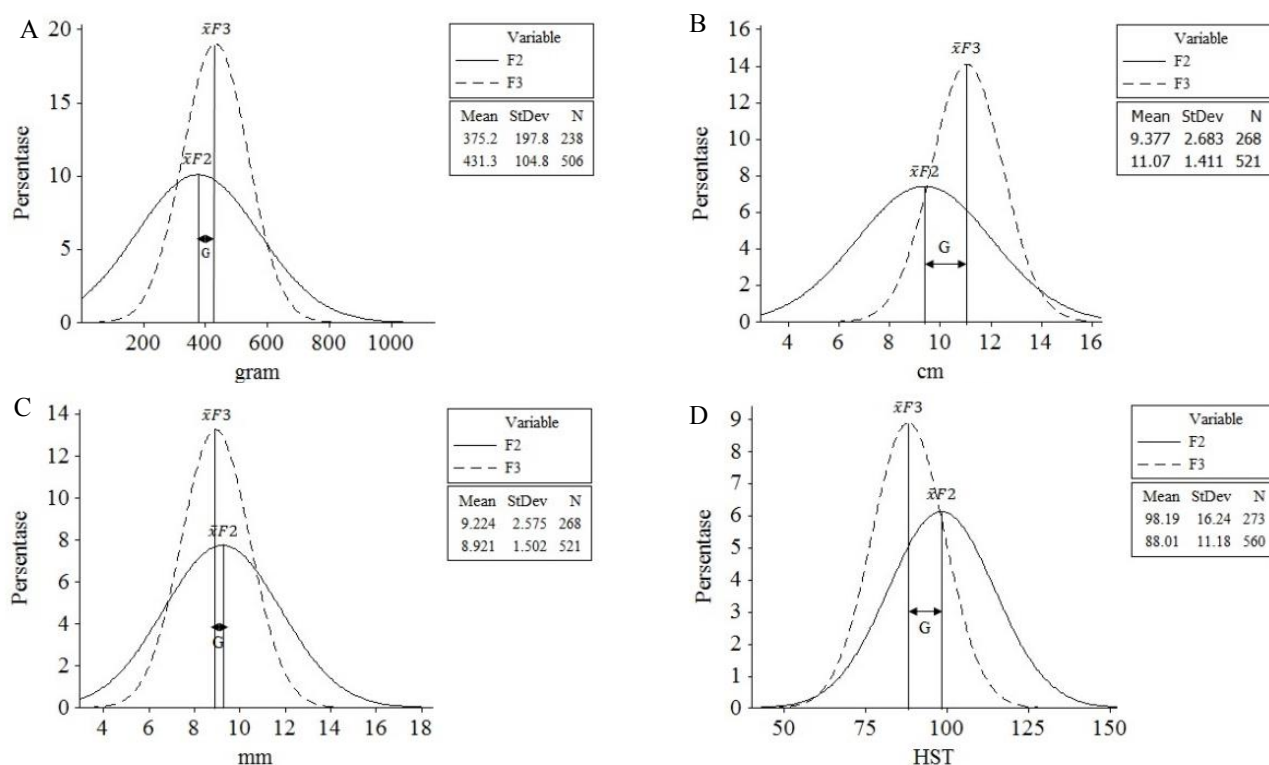 A
x̄F3
x̄F2
G
Persentase
20
15
10
5
0
200 400 600 800 1000
gram
Variable
F2
F3
Mean StDev N
375.2 197.8 238
431.3 104.8 506
B
x̄F3
x̄F2
G
Persentase
16
14
12
10
8
6
4
2
0
4 6 8 10 12 14 16
cm
Variable
F2
F3
Mean StDev N
9.377 2.683 268
11.07 1.411 521
C
x̄F3
x̄F2
G
Persentase
14
12
10
8
6
4
2
0
4 6 8 10 12 14 16 18
mm
Variable
F2
F3
Mean StDev N
9.224 2.575 268
8.921 1.502 521
D
x̄F3
x̄F2
G
Persentase
9
8
7
6
5
4
3
2
1
0
50 75 100 125 150
HST
Variable
F2
F3
Mean StDev N
98.19 16.24 273
88.01 11.18 560